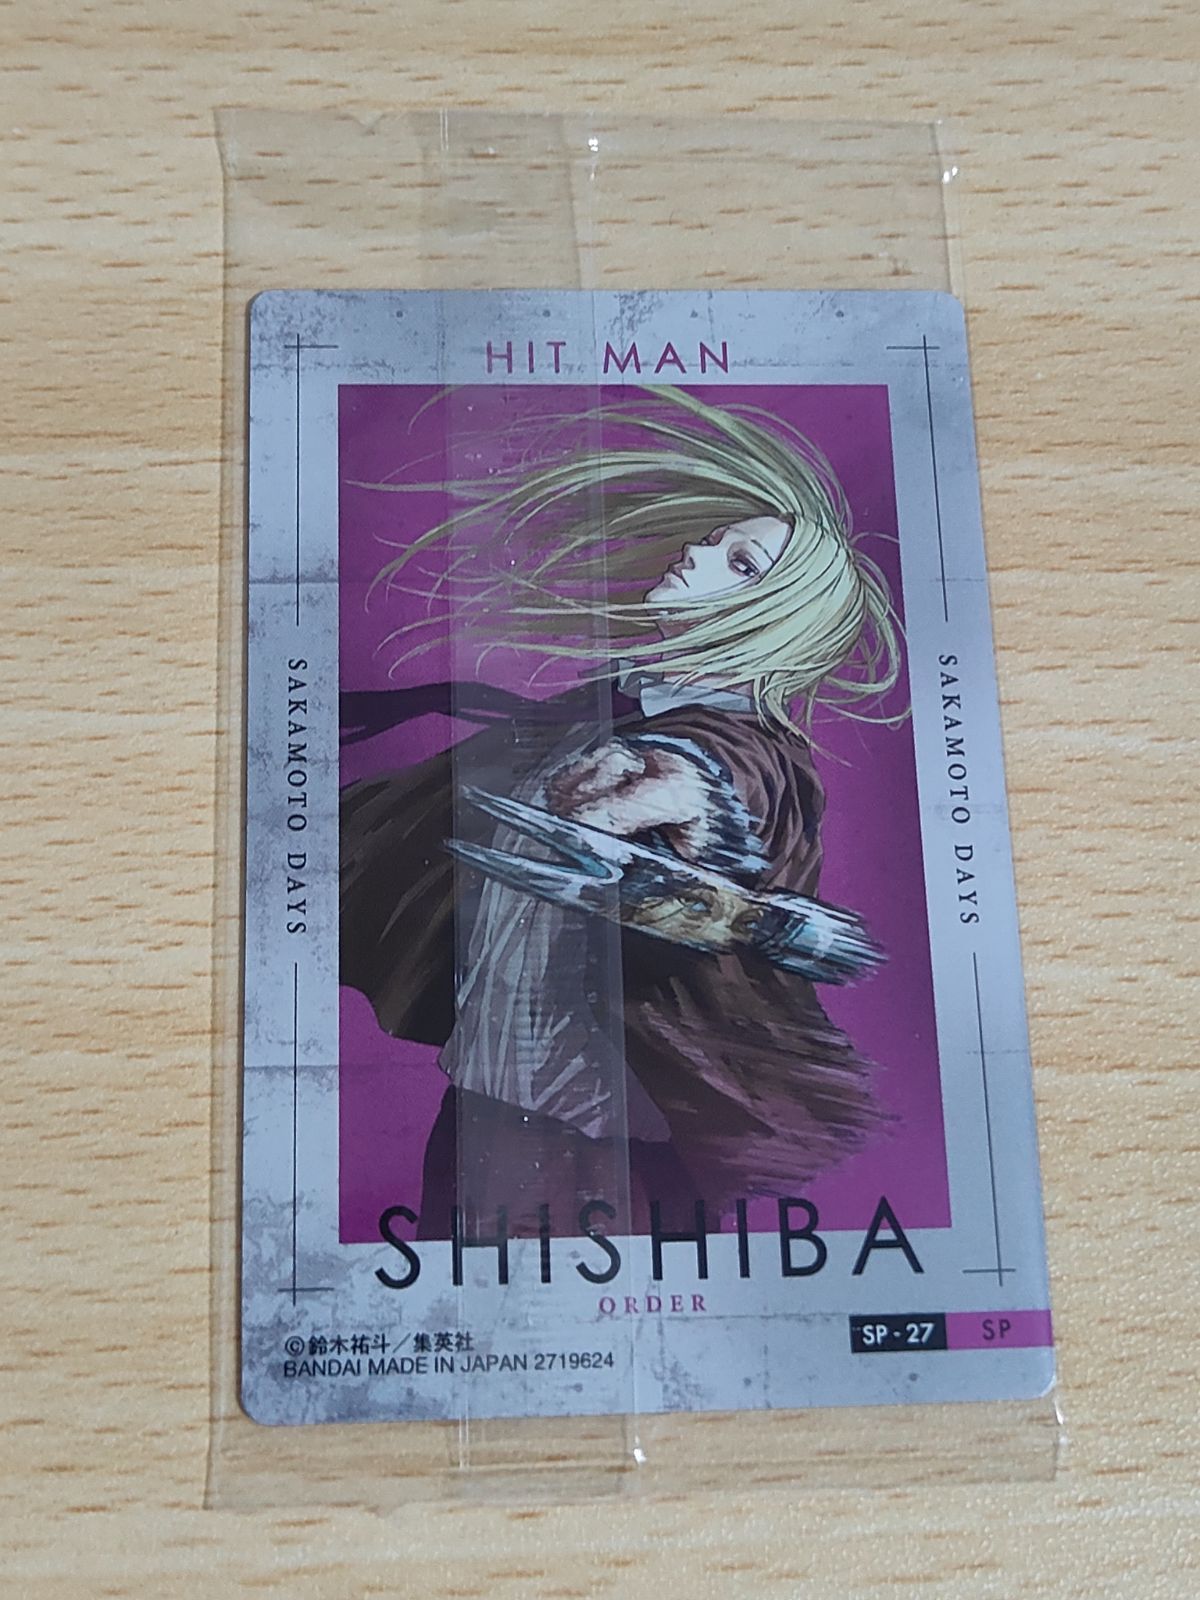 HIT MAN
SAKAMOTO DAYS
SAKAMOTO DAYS
SHISHIBA
ORDER
SP-27 SP
©鈴木祐斗／集英社
BANDAI MADE IN JAPAN 2719624